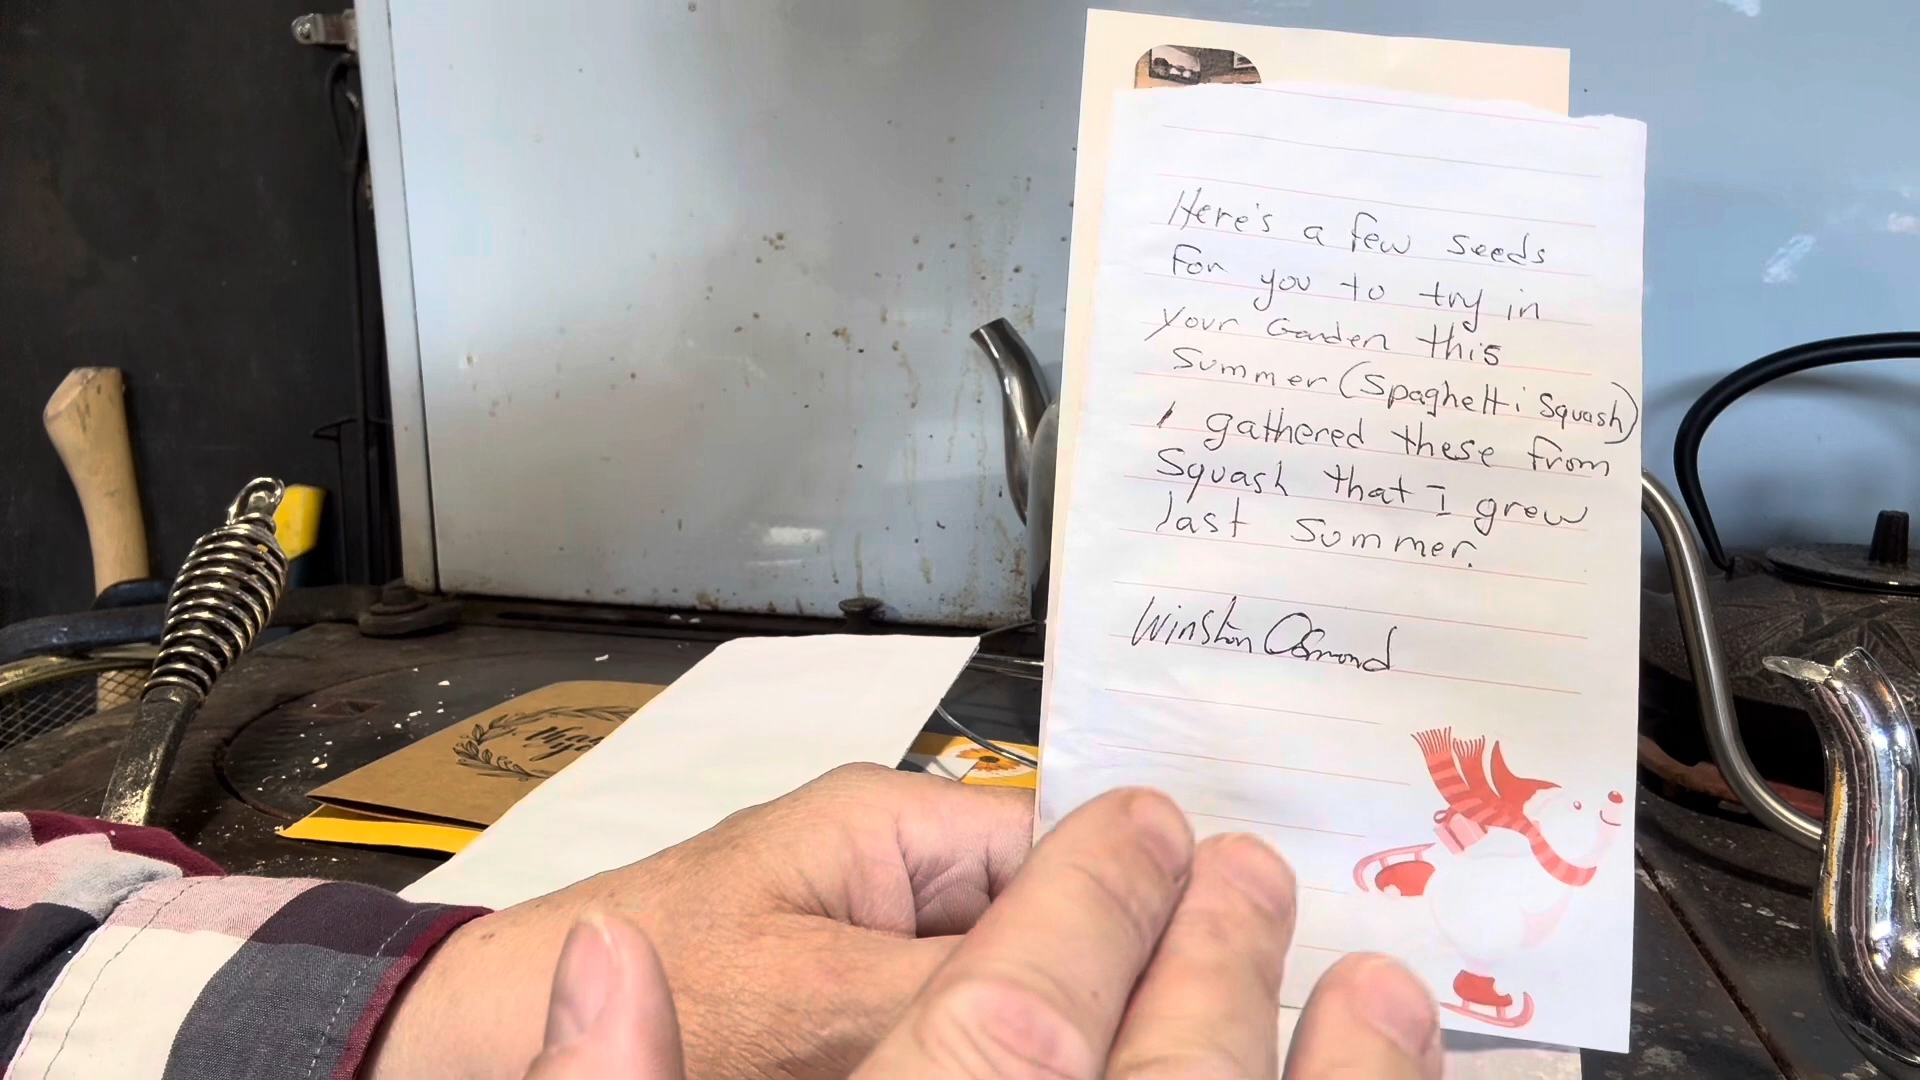 Here's a few seeds
for you to try in
your Garden this
Summer (Spaghetti Squash)
I gathered these from
Squash that I grew
last Summer.
Winston Osmond